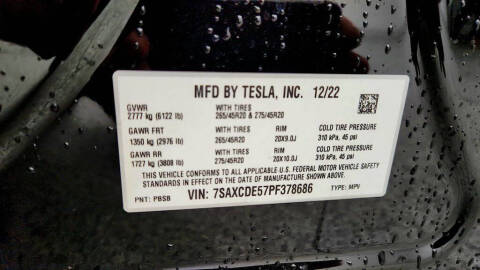 MFD BY TESLA, INC. 12/22
GVWR WITH TIRES
2777 kg (6122 lb) 265/45R20 & 275/45R20
GAWR FRT WITH TIRES RIM COLD TIRE PRESSURE
1350 kg (2976 lb) 265/45R20 20X9.0J 310 kPa, 45 psi
GAWR RR WITH TIRES RIM COLD TIRE PRESSURE
1727 kg (3808 lb) 275/45R20 20X10.0J 310 kPa, 45 psi
THIS VEHICLE CONFORMS TO ALL APPLICABLE U.S. FEDERAL MOTOR VEHICLE SAFETY
STANDARDS IN EFFECT ON THE DATE OF MANUFACTURE SHOWN ABOVE.
PNT: PBSB VIN: 7SAXCDE57PF378686 TYPE: MPV